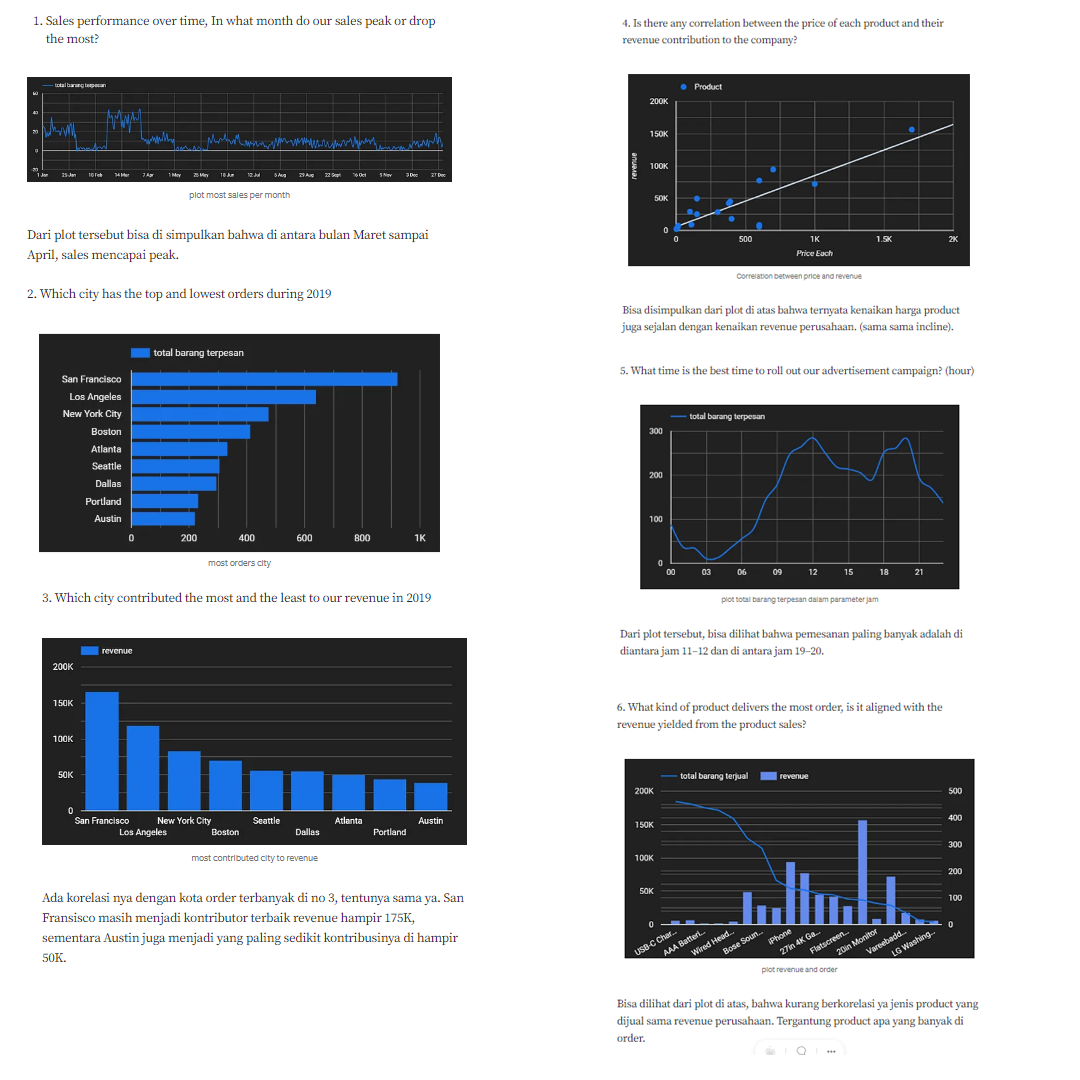 1. Sales performance over time, In what month do our sales peak or drop
the most?
total barang terpesan
60
40
20
0
-20
1 Jan 25 Jan 18 Feb 14 Mar 7 Apr 1 May 25 May 18 Jun 12 Jul 5 Aug 29 Aug 22 Sept 16 Oct 9 Nov 3 Dec 27 Dec
plot most sales per month
Dari plot tersebut bisa di simpulkan bahwa di antara bulan Maret sampai
April, sales mencapai peak.
2. Which city has the top and lowest orders during 2019
total barang terpesan
San Francisco
Los Angeles
New York City
Boston
Atlanta
Seattle
Dallas
Portland
Austin
0 200 400 600 800 1K
most orders city
3. Which city contributed the most and the least to our revenue in 2019
revenue
200K
150K
100K
50K
0
San Francisco New York City Seattle Atlanta Austin
Los Angeles Boston Dallas Portland
most contributed city to revenue
Ada korelasi nya dengan kota order terbanyak di no 3, tentunya sama ya. San
Fransisco masih menjadi kontributor terbaik revenue hampir 175K,
sementara Austin juga menjadi yang paling sedikit kontribusinya di hampir
50K.
4. Is there any correlation between the price of each product and their
revenue contribution to the company?
Product
200K
150K
100K
50K
0
revenue
0 500 1K 1.5K 2K
Price Each
Correlation between price and revenue
Bisa disimpulkan dari plot di atas bahwa ternyata kenaikan harga product
juga sejalan dengan kenaikan revenue perusahaan. (sama sama incline).
5. What time is the best time to roll out our advertisement campaign? (hour)
total barang terpesan
300
200
100
0
00 03 06 09 12 15 18 21
plot total barang terpesan dalam parameter jam
Dari plot tersebut, bisa dilihat bahwa pemesanan paling banyak adalah di
diantara jam 11–12 dan di antara jam 19–20.
6. What kind of product delivers the most order, is it aligned with the
revenue yielded from the product sales?
total barang terjual revenue
200K 500
150K 400
100K 300
50K 200
0 100
0
USB-C Char... AAA Batteri... Wired Head... Bose Soun... iPhone 27in 4K Ga... Flatscreen... 20in Monitor Vareebadd... LG Washing...
plot revenue and order
Bisa dilihat dari plot di atas, bahwa kurang berkorelasi ya jenis product yang
dijual sama revenue perusahaan. Tergantung product apa yang banyak di
order.